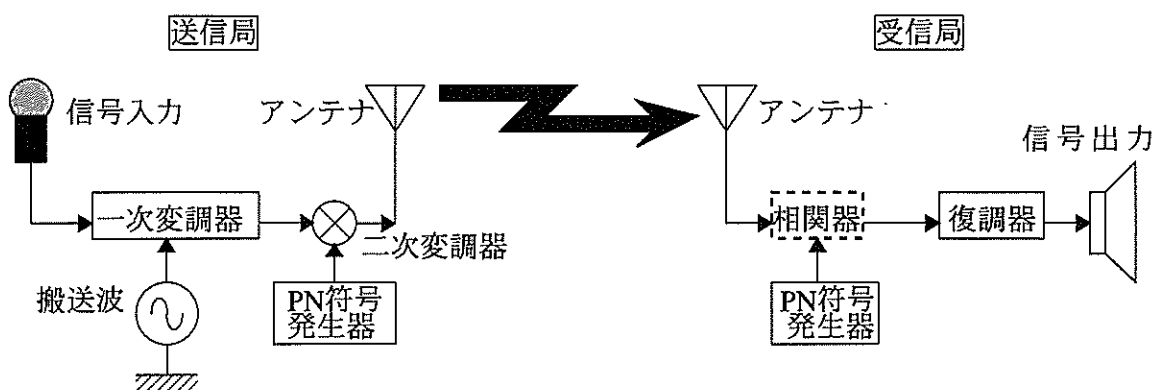 送信局
受信局
信号入力
アンテナ
アンテナ
信号出力
一次変調器
二次変調器
相関器
復調器
搬送波
PN符号
発生器
PN符号
発生器